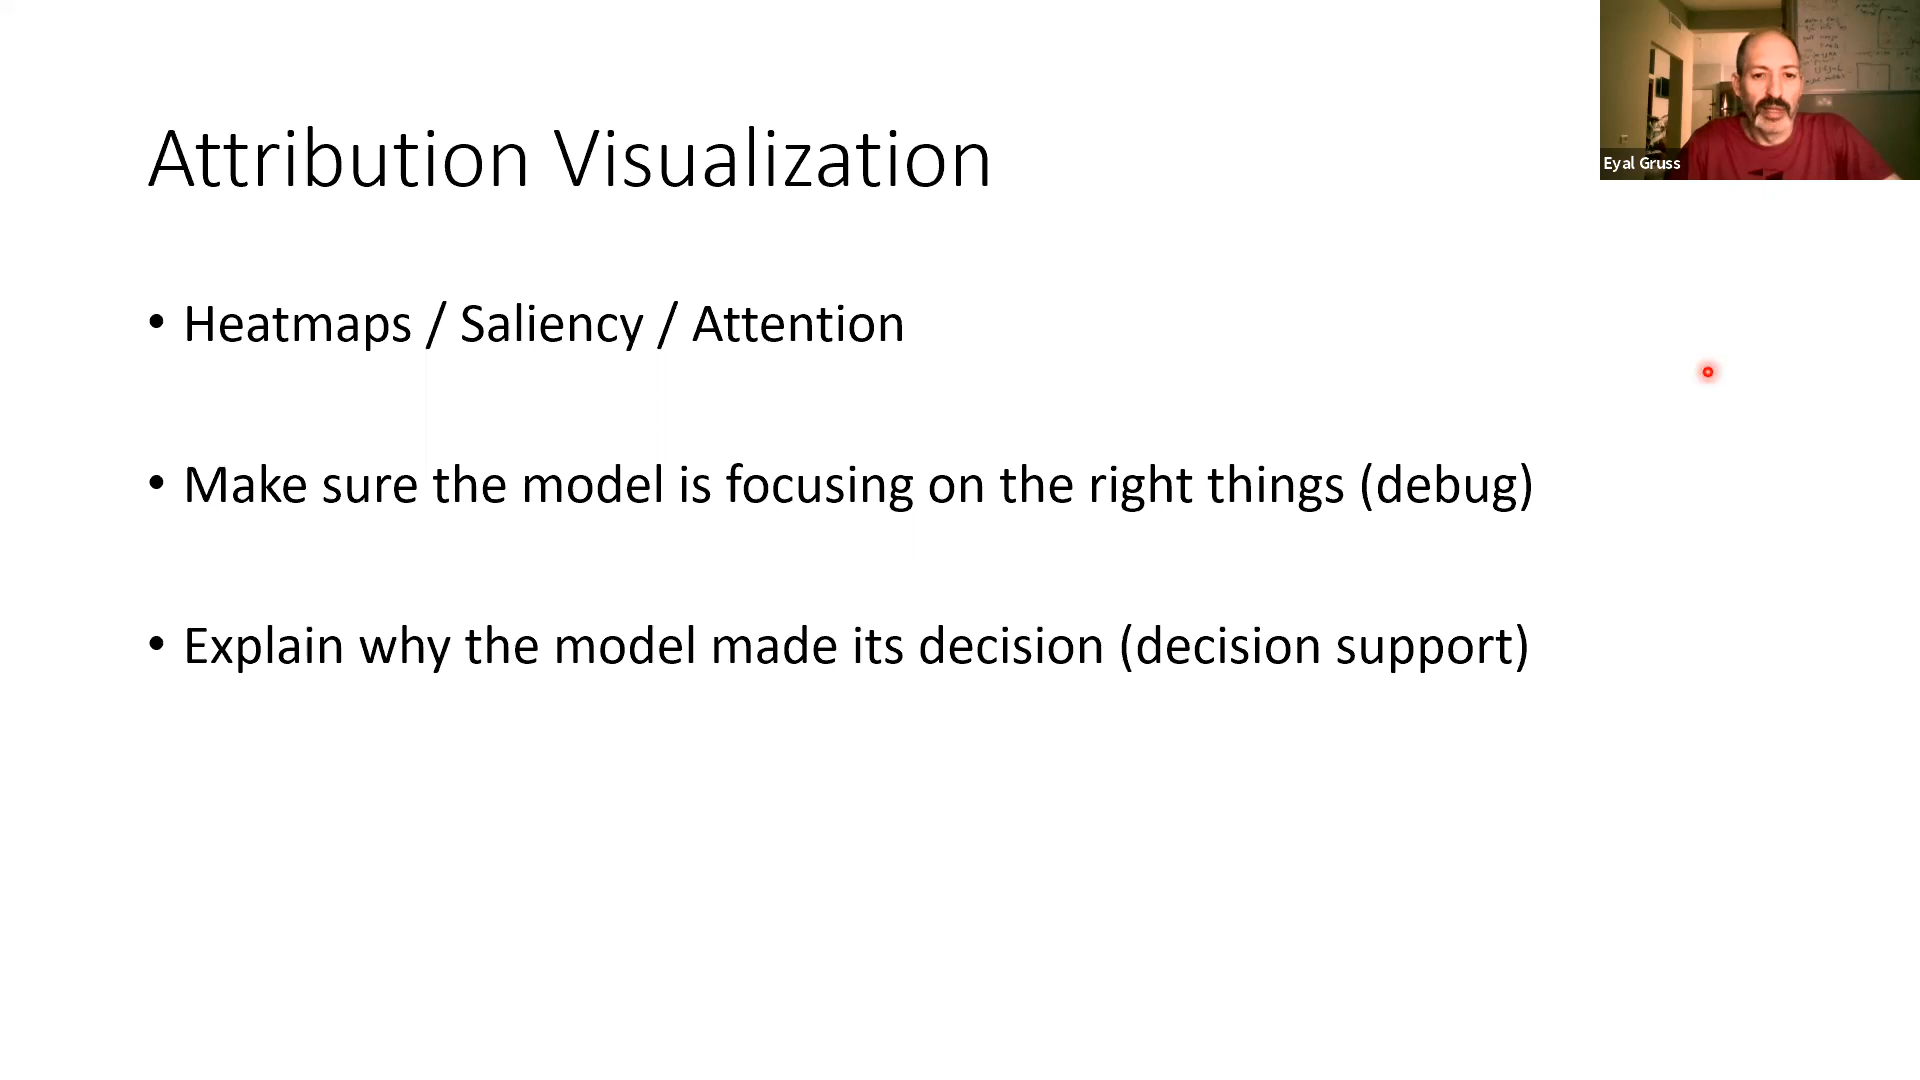 Attribution Visualization
• Heatmaps / Saliency / Attention
• Make sure the model is focusing on the right things (debug)
• Explain why the model made its decision (decision support)
Eyal Gruss